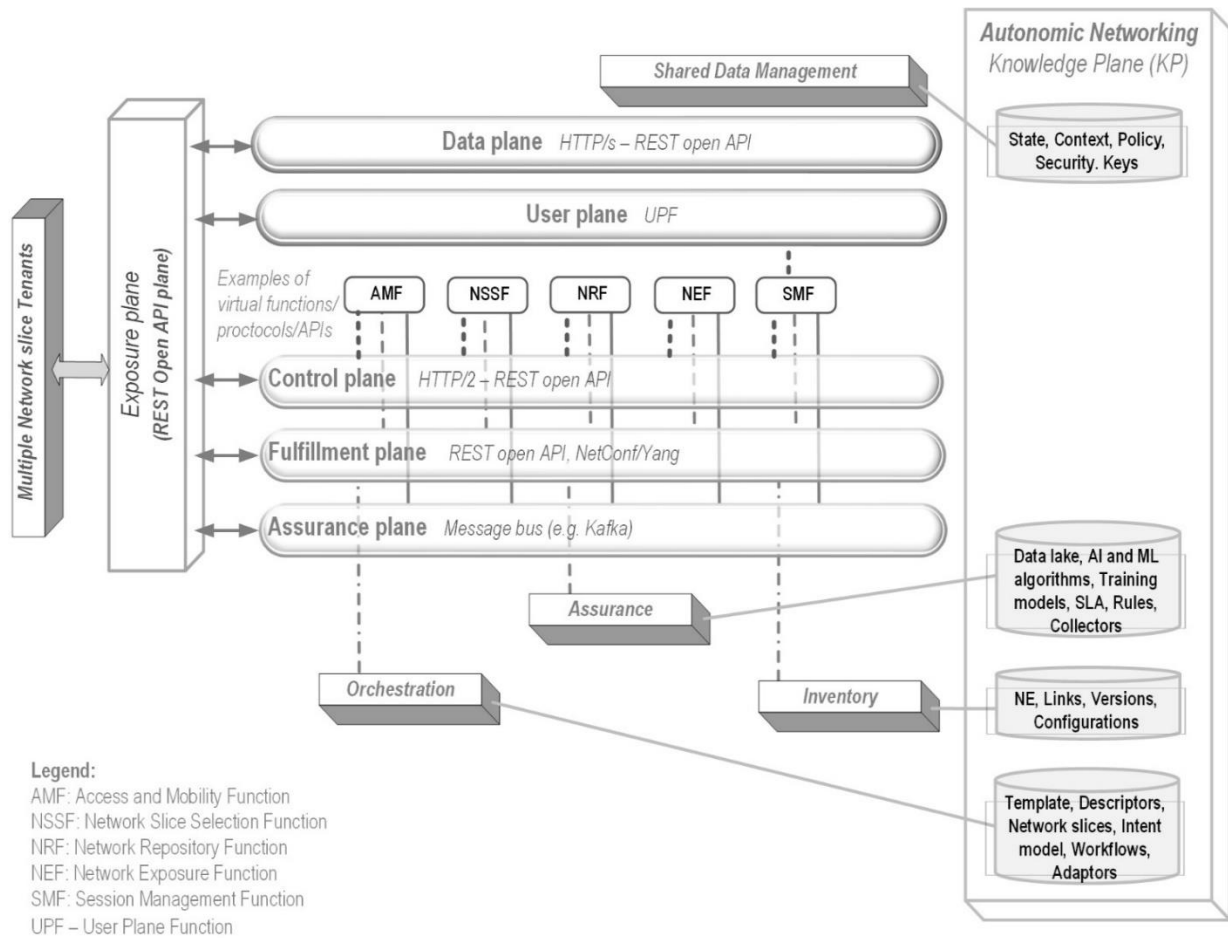 Autonomic Networking
Knowledge Plane (KP)
Shared Data Management
State, Context, Policy,
Security. Keys
Data plane HTTP/s – REST open API
User plane UPF
Multiple Network slice Tenants
Exposure plane
(REST Open API plane)
Examples of
virtual functions/
proctocols/APIs
AMF
NSSF
NRF
NEF
SMF
Control plane HTTP/2 – REST open API
Fulfillment plane REST open API, NetConf/Yang
Assurance plane Message bus (e.g. Kafka)
Data lake, AI and ML
algorithms, Training
models, SLA, Rules,
Collectors
Assurance
Orchestration
Inventory
NE, Links, Versions,
Configurations
Template, Descriptors,
Network slices, Intent
model, Workflows,
Adaptors
Legend:
AMF: Access and Mobility Function
NSSF: Network Slice Selection Function
NRF: Network Repository Function
NEF: Network Exposure Function
SMF: Session Management Function
UPF – User Plane Function